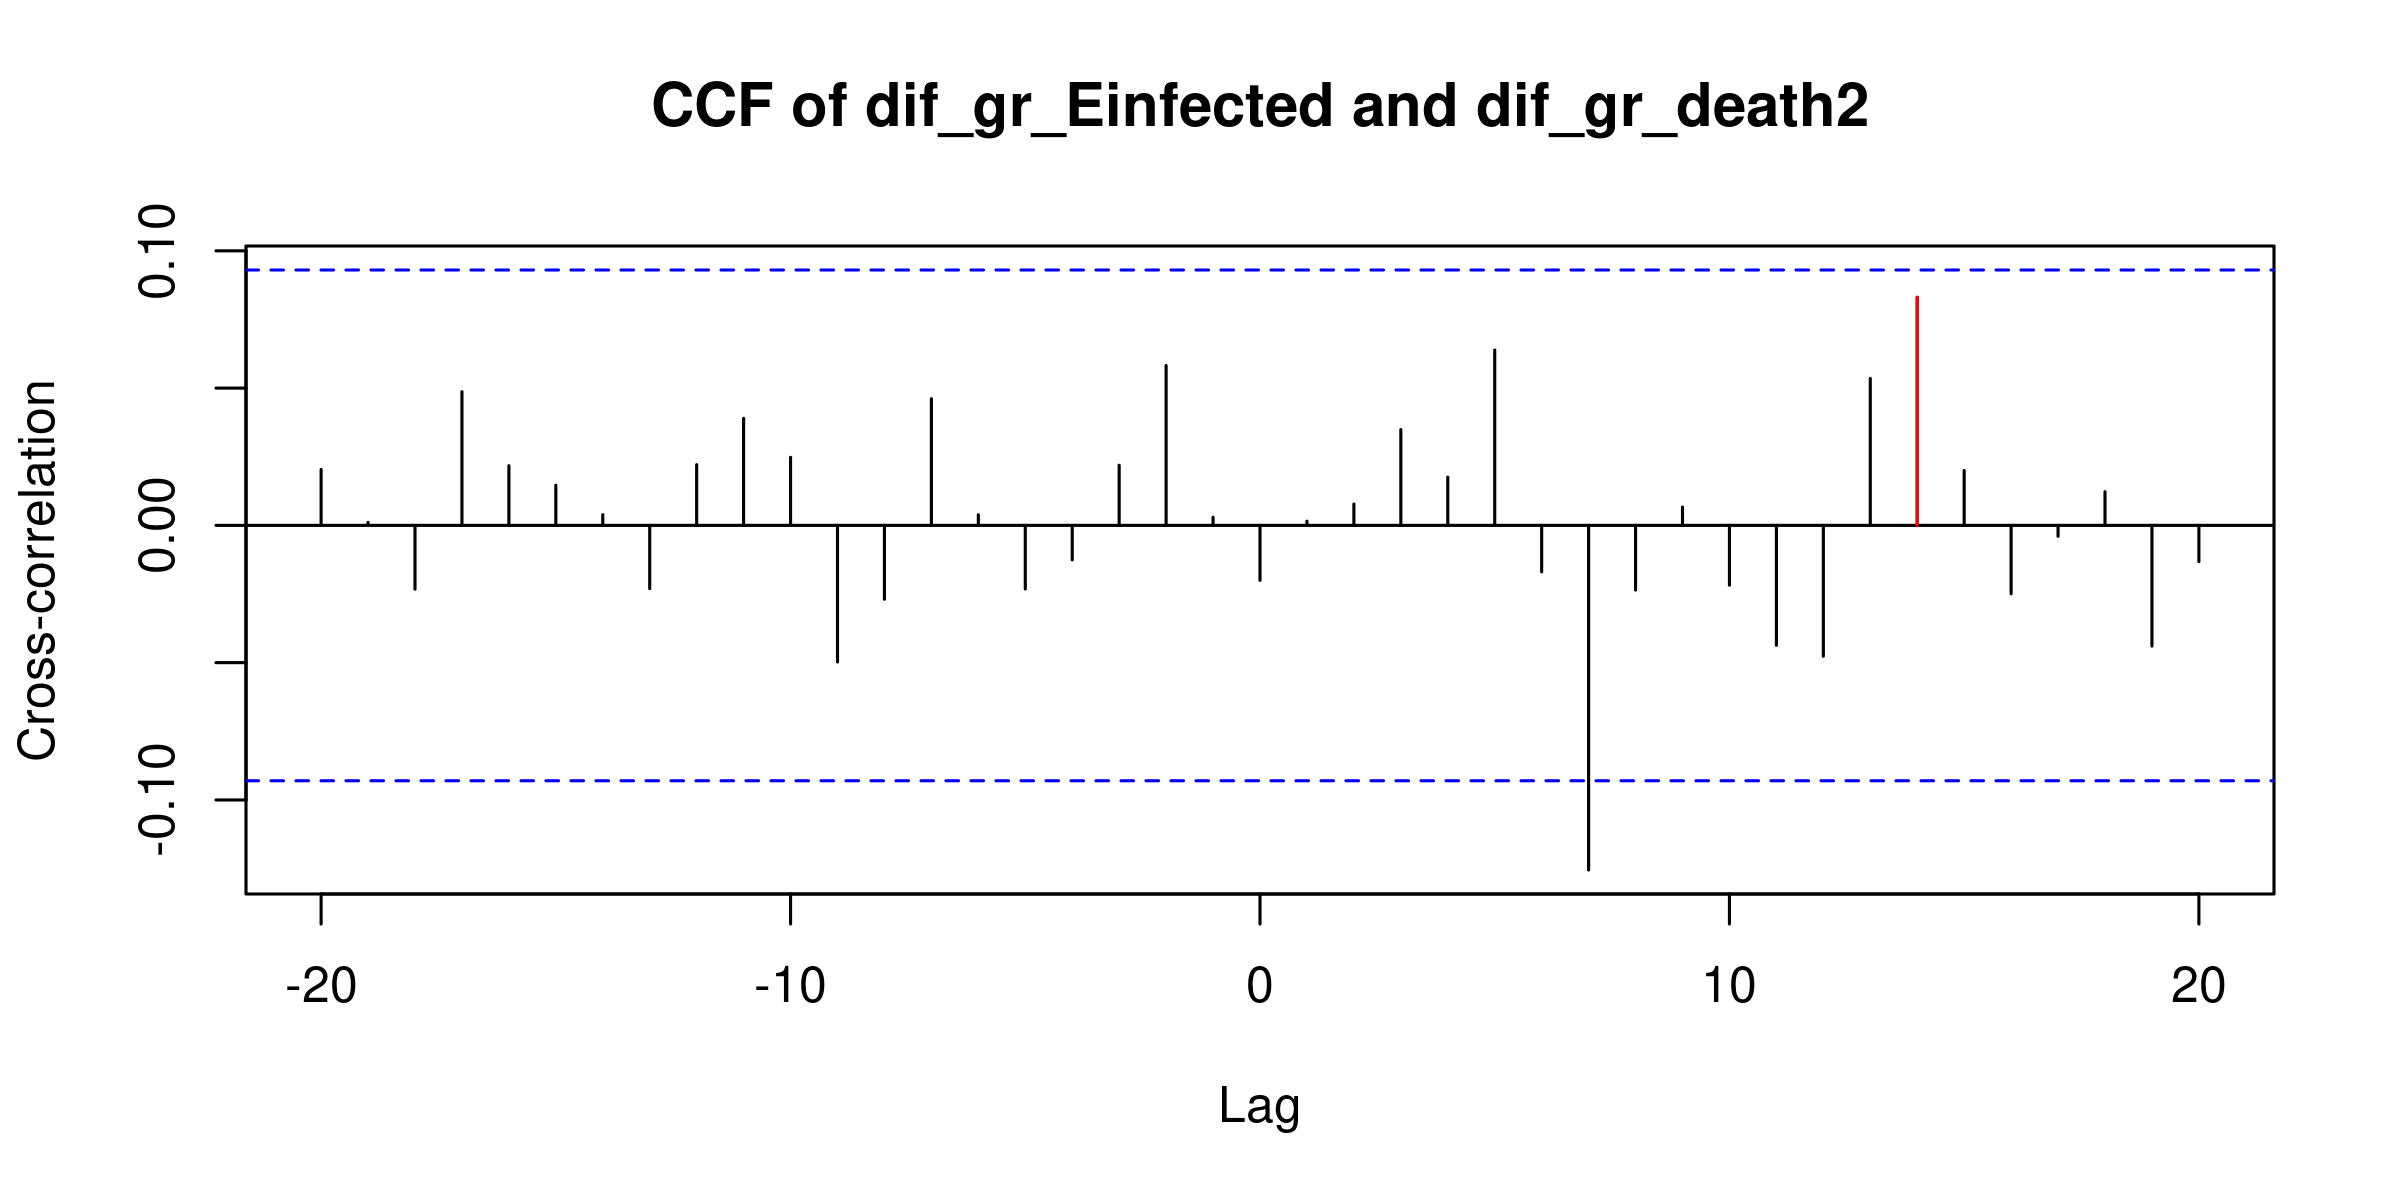 CCF of dif_gr_Einfected and dif_gr_death2
Cross-correlation
0.10
0.00
-0.10
-20 -10 0 10 20
Lag